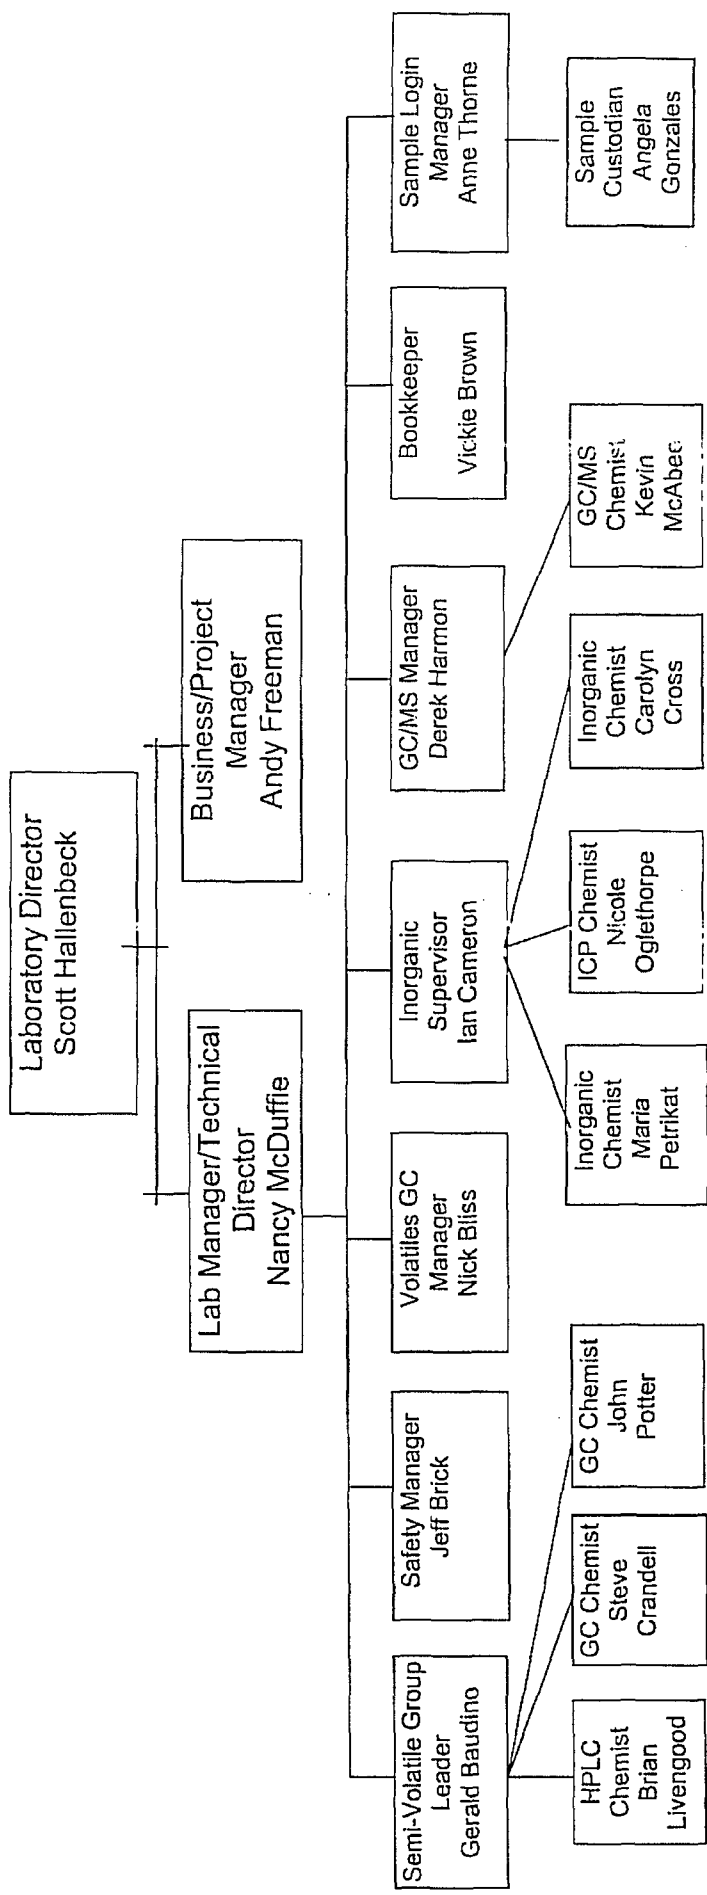 Laboratory Director
Scott Hallenbeck
Lab Manager/Technical
Director
Nancy McDuffie
Business/Project
Manager
Andy Freeman
Semi-Volatile Group
Leader
Gerald Baudino
Safety Manager
Jeff Brick
Volatiles GC
Manager
Nick Bliss
Inorganic
Supervisor
Ian Cameron
GC/MS Manager
Derek Harmon
Bookkeeper
Vickie Brown
Sample Login
Manager
Anne Thorne
HPLC
Chemist
Brian
Livengood
GC Chemist
Steve
Crandell
GC Chemist
John
Potter
Inorganic
Chemist
Maria
Petrikat
ICP Chemist
Nicole
Oglethorpe
Inorganic
Chemist
Carolyn
Cross
GC/MS
Chemist
Kevin
McAbee
Sample
Custodian
Angela
Gonzales